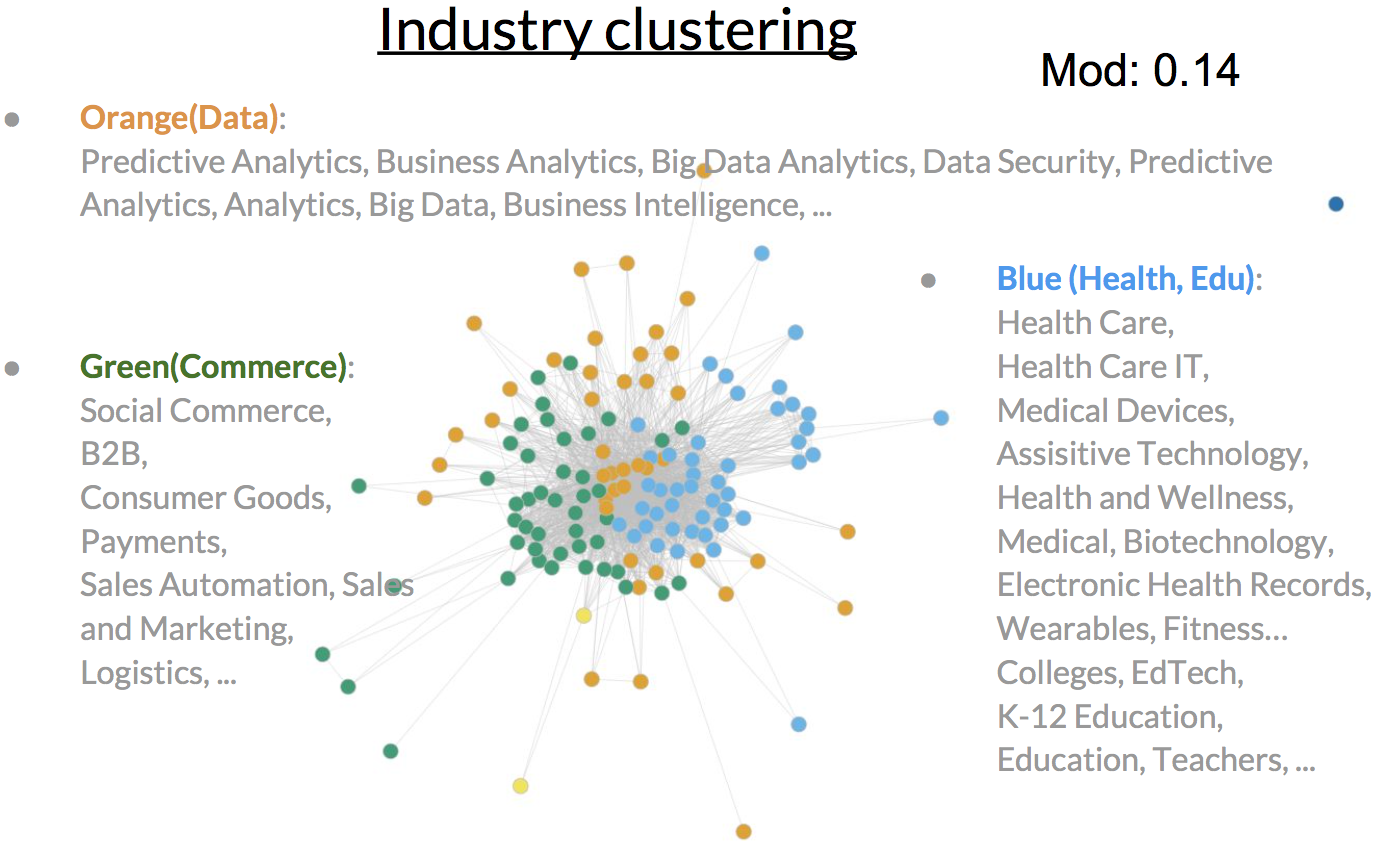 Industry clustering
Mod: 0.14
Orange(Data):
Predictive Analytics, Business Analytics, Big Data Analytics, Data Security, Predictive
Analytics, Analytics, Big Data, Business Intelligence, ...
Green(Commerce):
Social Commerce,
B2B,
Consumer Goods,
Payments,
Sales Automation, Sales
and Marketing,
Logistics, ...
Blue (Health, Edu):
Health Care,
Health Care IT,
Medical Devices,
Assisitive Technology,
Health and Wellness,
Medical, Biotechnology,
Electronic Health Records,
Wearables, Fitness...
Colleges, EdTech,
K-12 Education,
Education, Teachers, ...